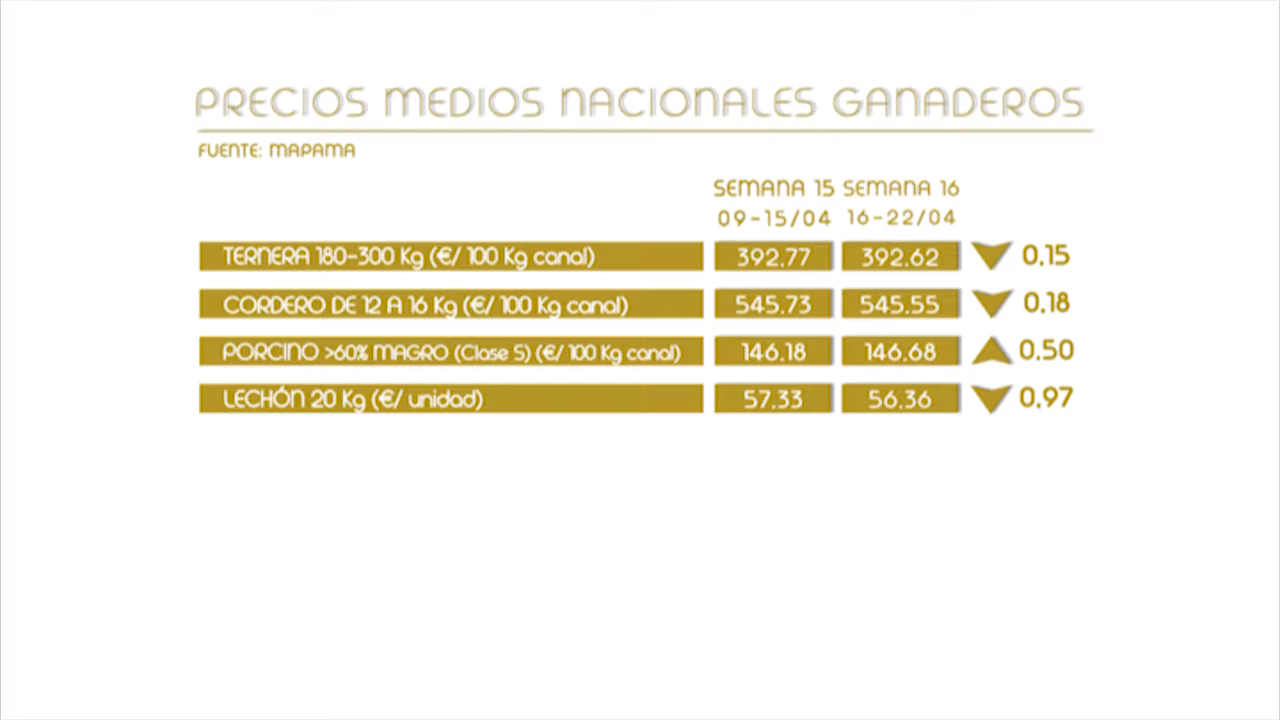 PRECIOS MEDIOS NACIONALES GANADEROS
FUENTE: MAPAMA
SEMANA 15 SEMANA 16
09-15/04 16-22/04
TERNERA 180-300 Kg (€/ 100 Kg canal) 392.77 392.62 0.15
CORDERO DE 12 A 16 Kg (€/ 100 Kg canal) 545.73 545.55 0.18
PORCINO >60% MAGRO (Clase S) (€/ 100 Kg canal) 146.18 146.68 0.50
LECHÓN 20 Kg (€/ unidad) 57.33 56.36 0.97